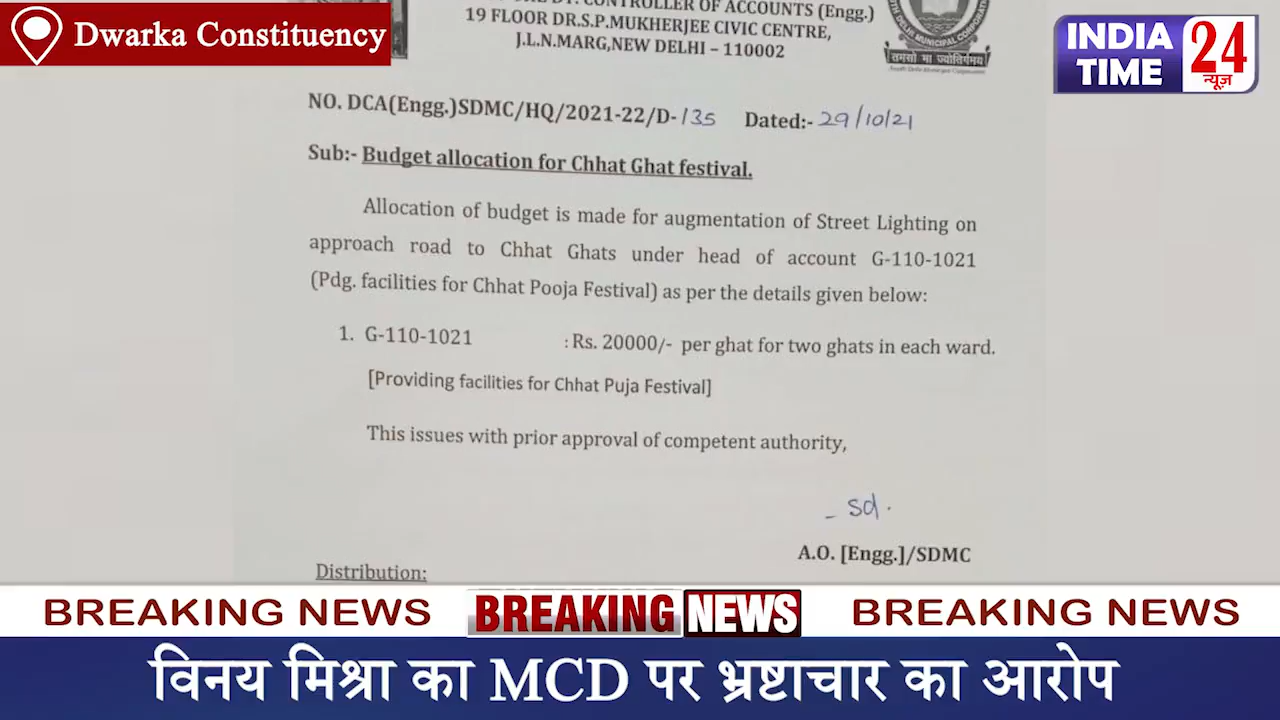 Dwarka Constituency
CONTROLLER OF ACCOUNTS (Engg.)
19 FLOOR DR.S.P.MUKHERJEE CIVIC CENTRE,
J.L.N.MARG,NEW DELHI – 110002
तमसो मा ज्योतिर्गमय
South Delhi Municipal Corporation
INDIA
TIME
24
न्यूज़
NO. DCA(Engg.)SDMC/HQ/2021-22/D-135 Dated:- 29/10/21
Sub:- Budget allocation for Chhat Ghat festival.
Allocation of budget is made for augmentation of Street Lighting on
approach road to Chhat Ghats under head of account G-110-1021
(Pdg. facilities for Chhat Pooja Festival) as per the details given below:
1. G-110-1021 : Rs. 20000/- per ghat for two ghats in each ward.
[Providing facilities for Chhat Puja Festival]
This issues with prior approval of competent authority,
- sd.
A.O. [Engg.]/SDMC
Distribution:
BREAKING NEWS BREAKING NEWS BREAKING NEWS
विनय मिश्रा का MCD पर भ्रष्टाचार का आरोप